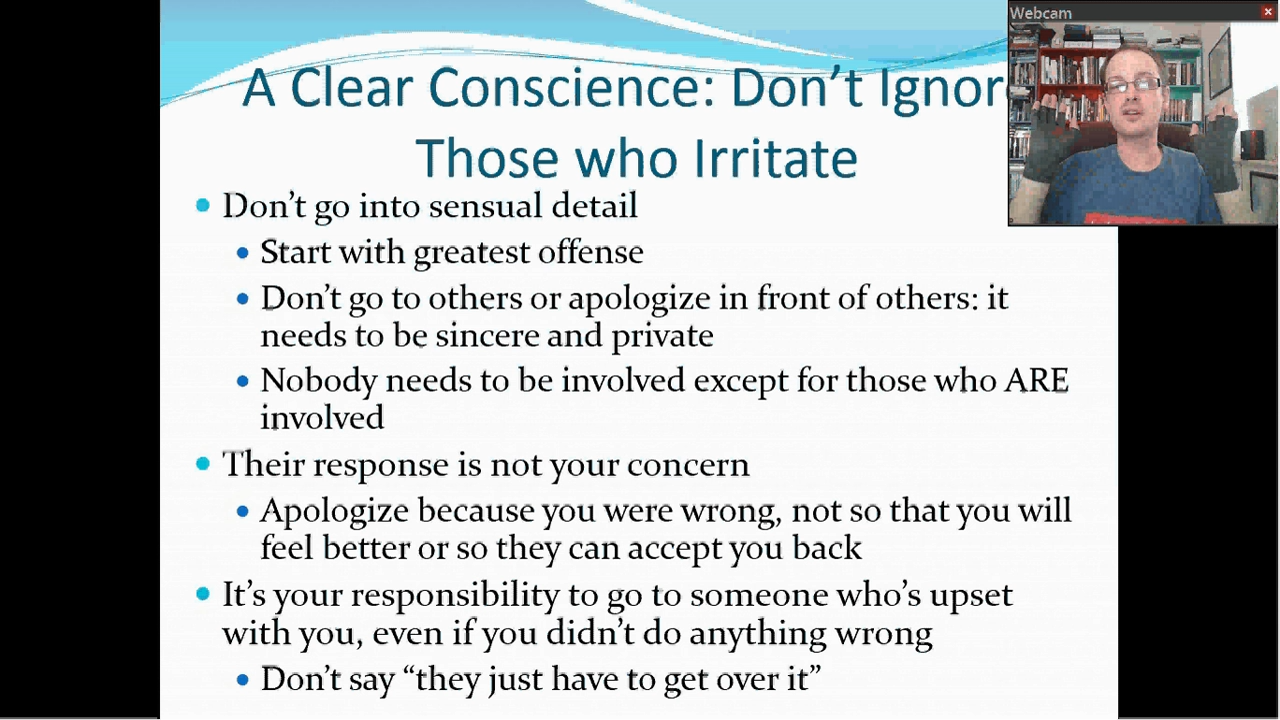 Webcam
A Clear Conscience: Don't Ignore
Those who Irritate
Don't go into sensual detail
Start with greatest offense
Don't go to others or apologize in front of others: it
needs to be sincere and private
Nobody needs to be involved except for those who ARE
involved
Their response is not your concern
Apologize because you were wrong, not so that you will
feel better or so they can accept you back
It's your responsibility to go to someone who's upset
with you, even if you didn't do anything wrong
Don't say “they just have to get over it”